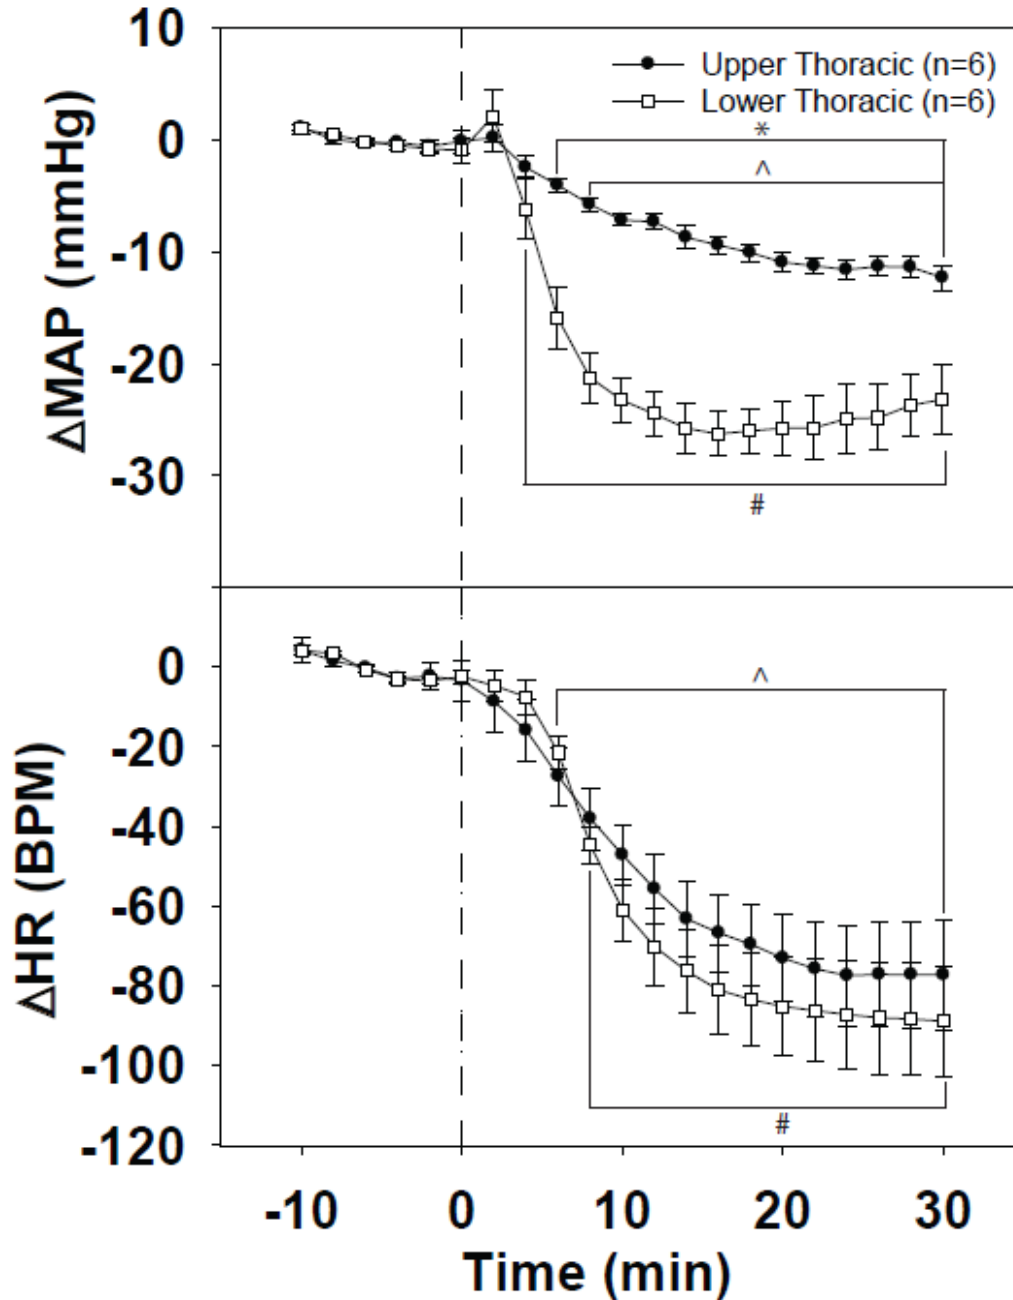 10
Upper Thoracic (n=6)
Lower Thoracic (n=6)
*
^
0
-10
-20
-30
#
ΔMAP (mmHg)
0
^
-20
-40
-60
-80
-100
#
-120
ΔHR (BPM)
-10 0 10 20 30
Time (min)